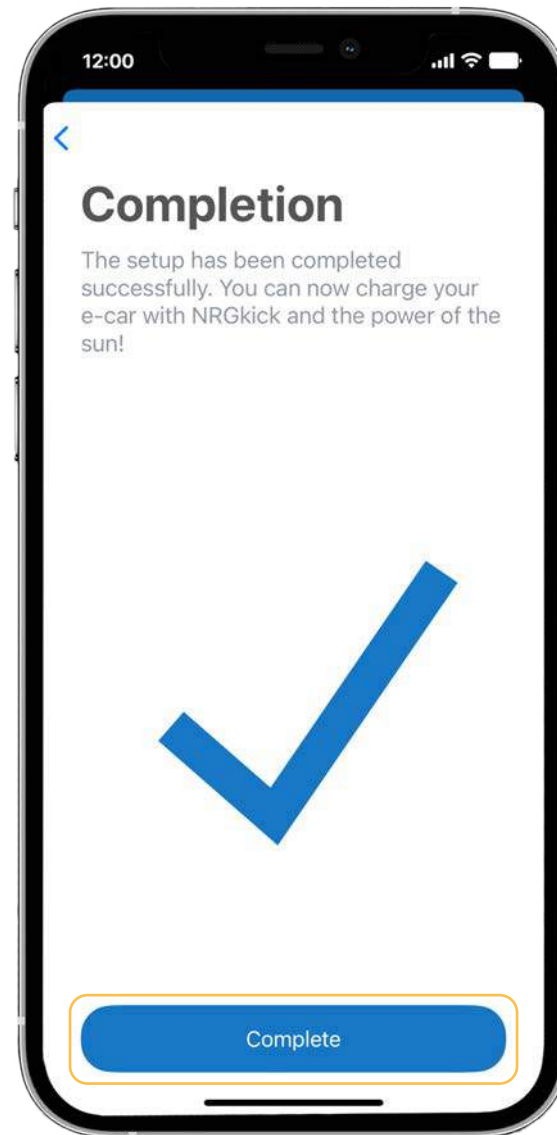 12:00
Completion
The setup has been completed
successfully. You can now charge your
e-car with NRGkick and the power of the
sun!
Complete